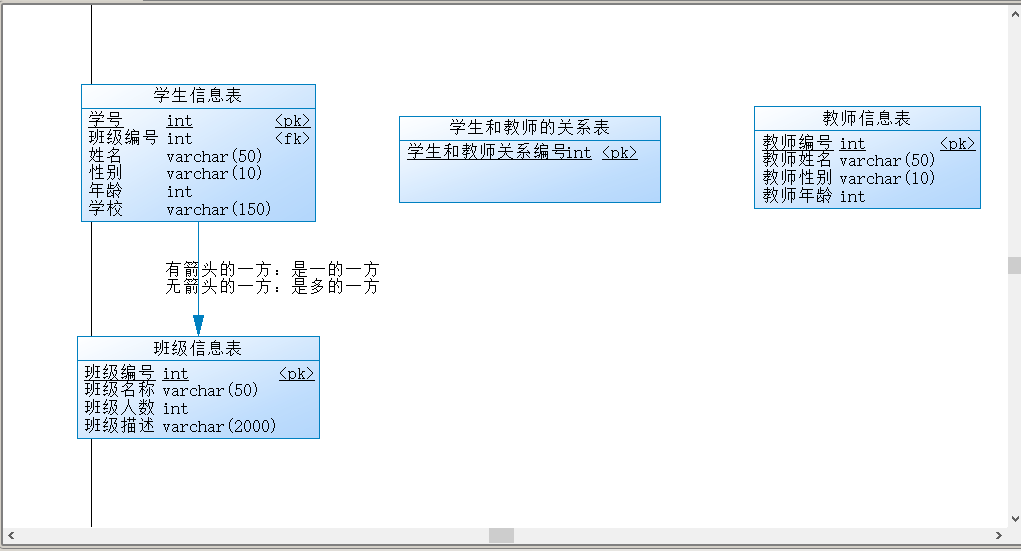 学生信息表
学号 int <pk>
班级编号 int <fk>
姓名 varchar(50)
性别 varchar(10)
年龄 int
学校 varchar(150)
学生和教师的关系表
学生和教师关系编号int <pk>
教师信息表
教师编号 int <pk>
教师姓名 varchar(50)
教师性别 varchar(10)
教师年龄 int
有箭头的一方：是一的一方
无箭头的一方：是多的一方
班级信息表
班级编号 int <pk>
班级名称 varchar(50)
班级人数 int
班级描述 varchar(2000)